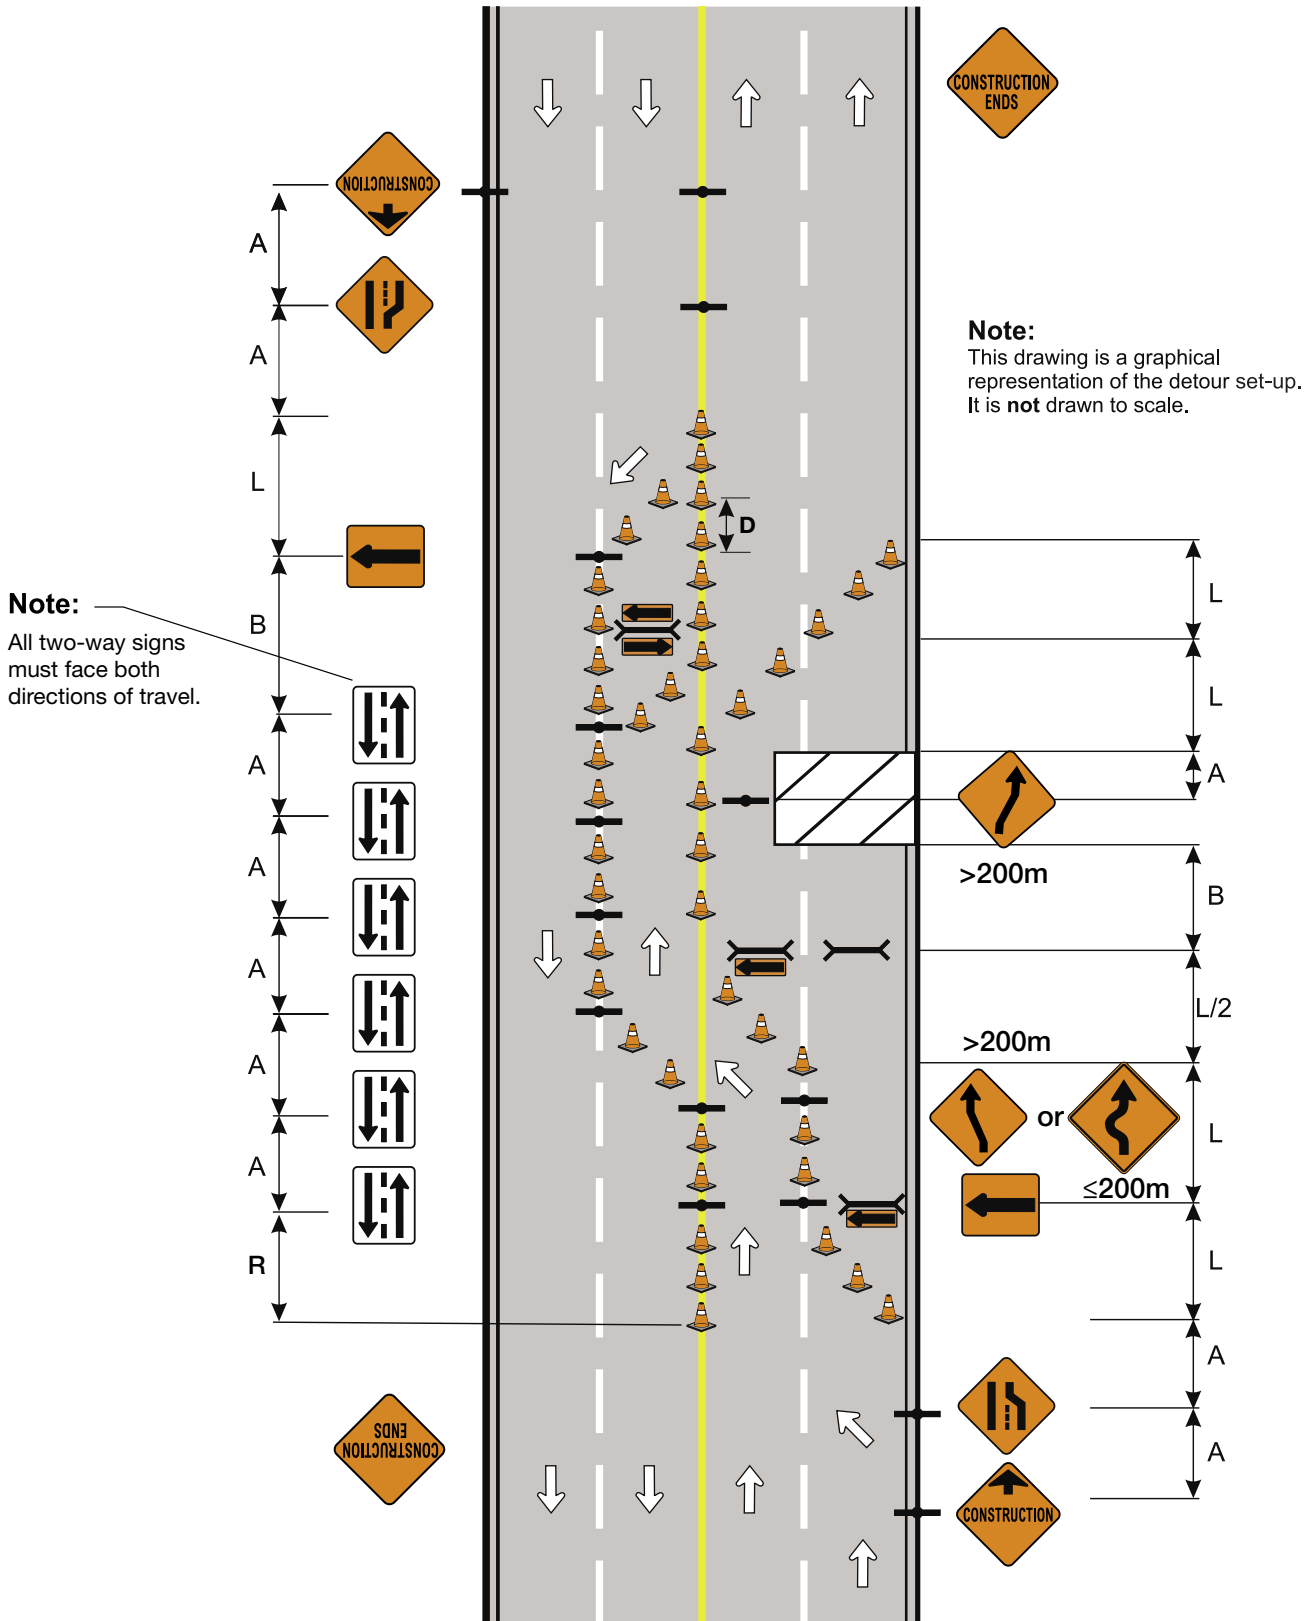 CONSTRUCTION
ENDS
CONSTRUCTION
A
A
Note:
This drawing is a graphical
representation of the detour set-up.
It is not drawn to scale.
L
D
L
Note:
All two-way signs
must face both
directions of travel.
B
L
A
A
>200m
B
A
A
L/2
>200m
A
or
L
≤200m
A
L
R
A
CONSTRUCTION
ENDS
A
CONSTRUCTION